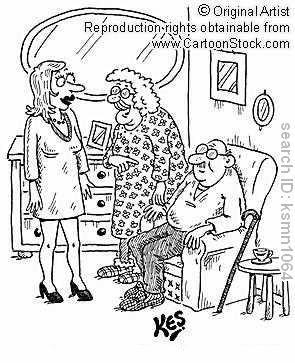 © Original Artist
Reproduction rights obtainable from
www.CartoonStock.com
search ID: ksmn1064
KES